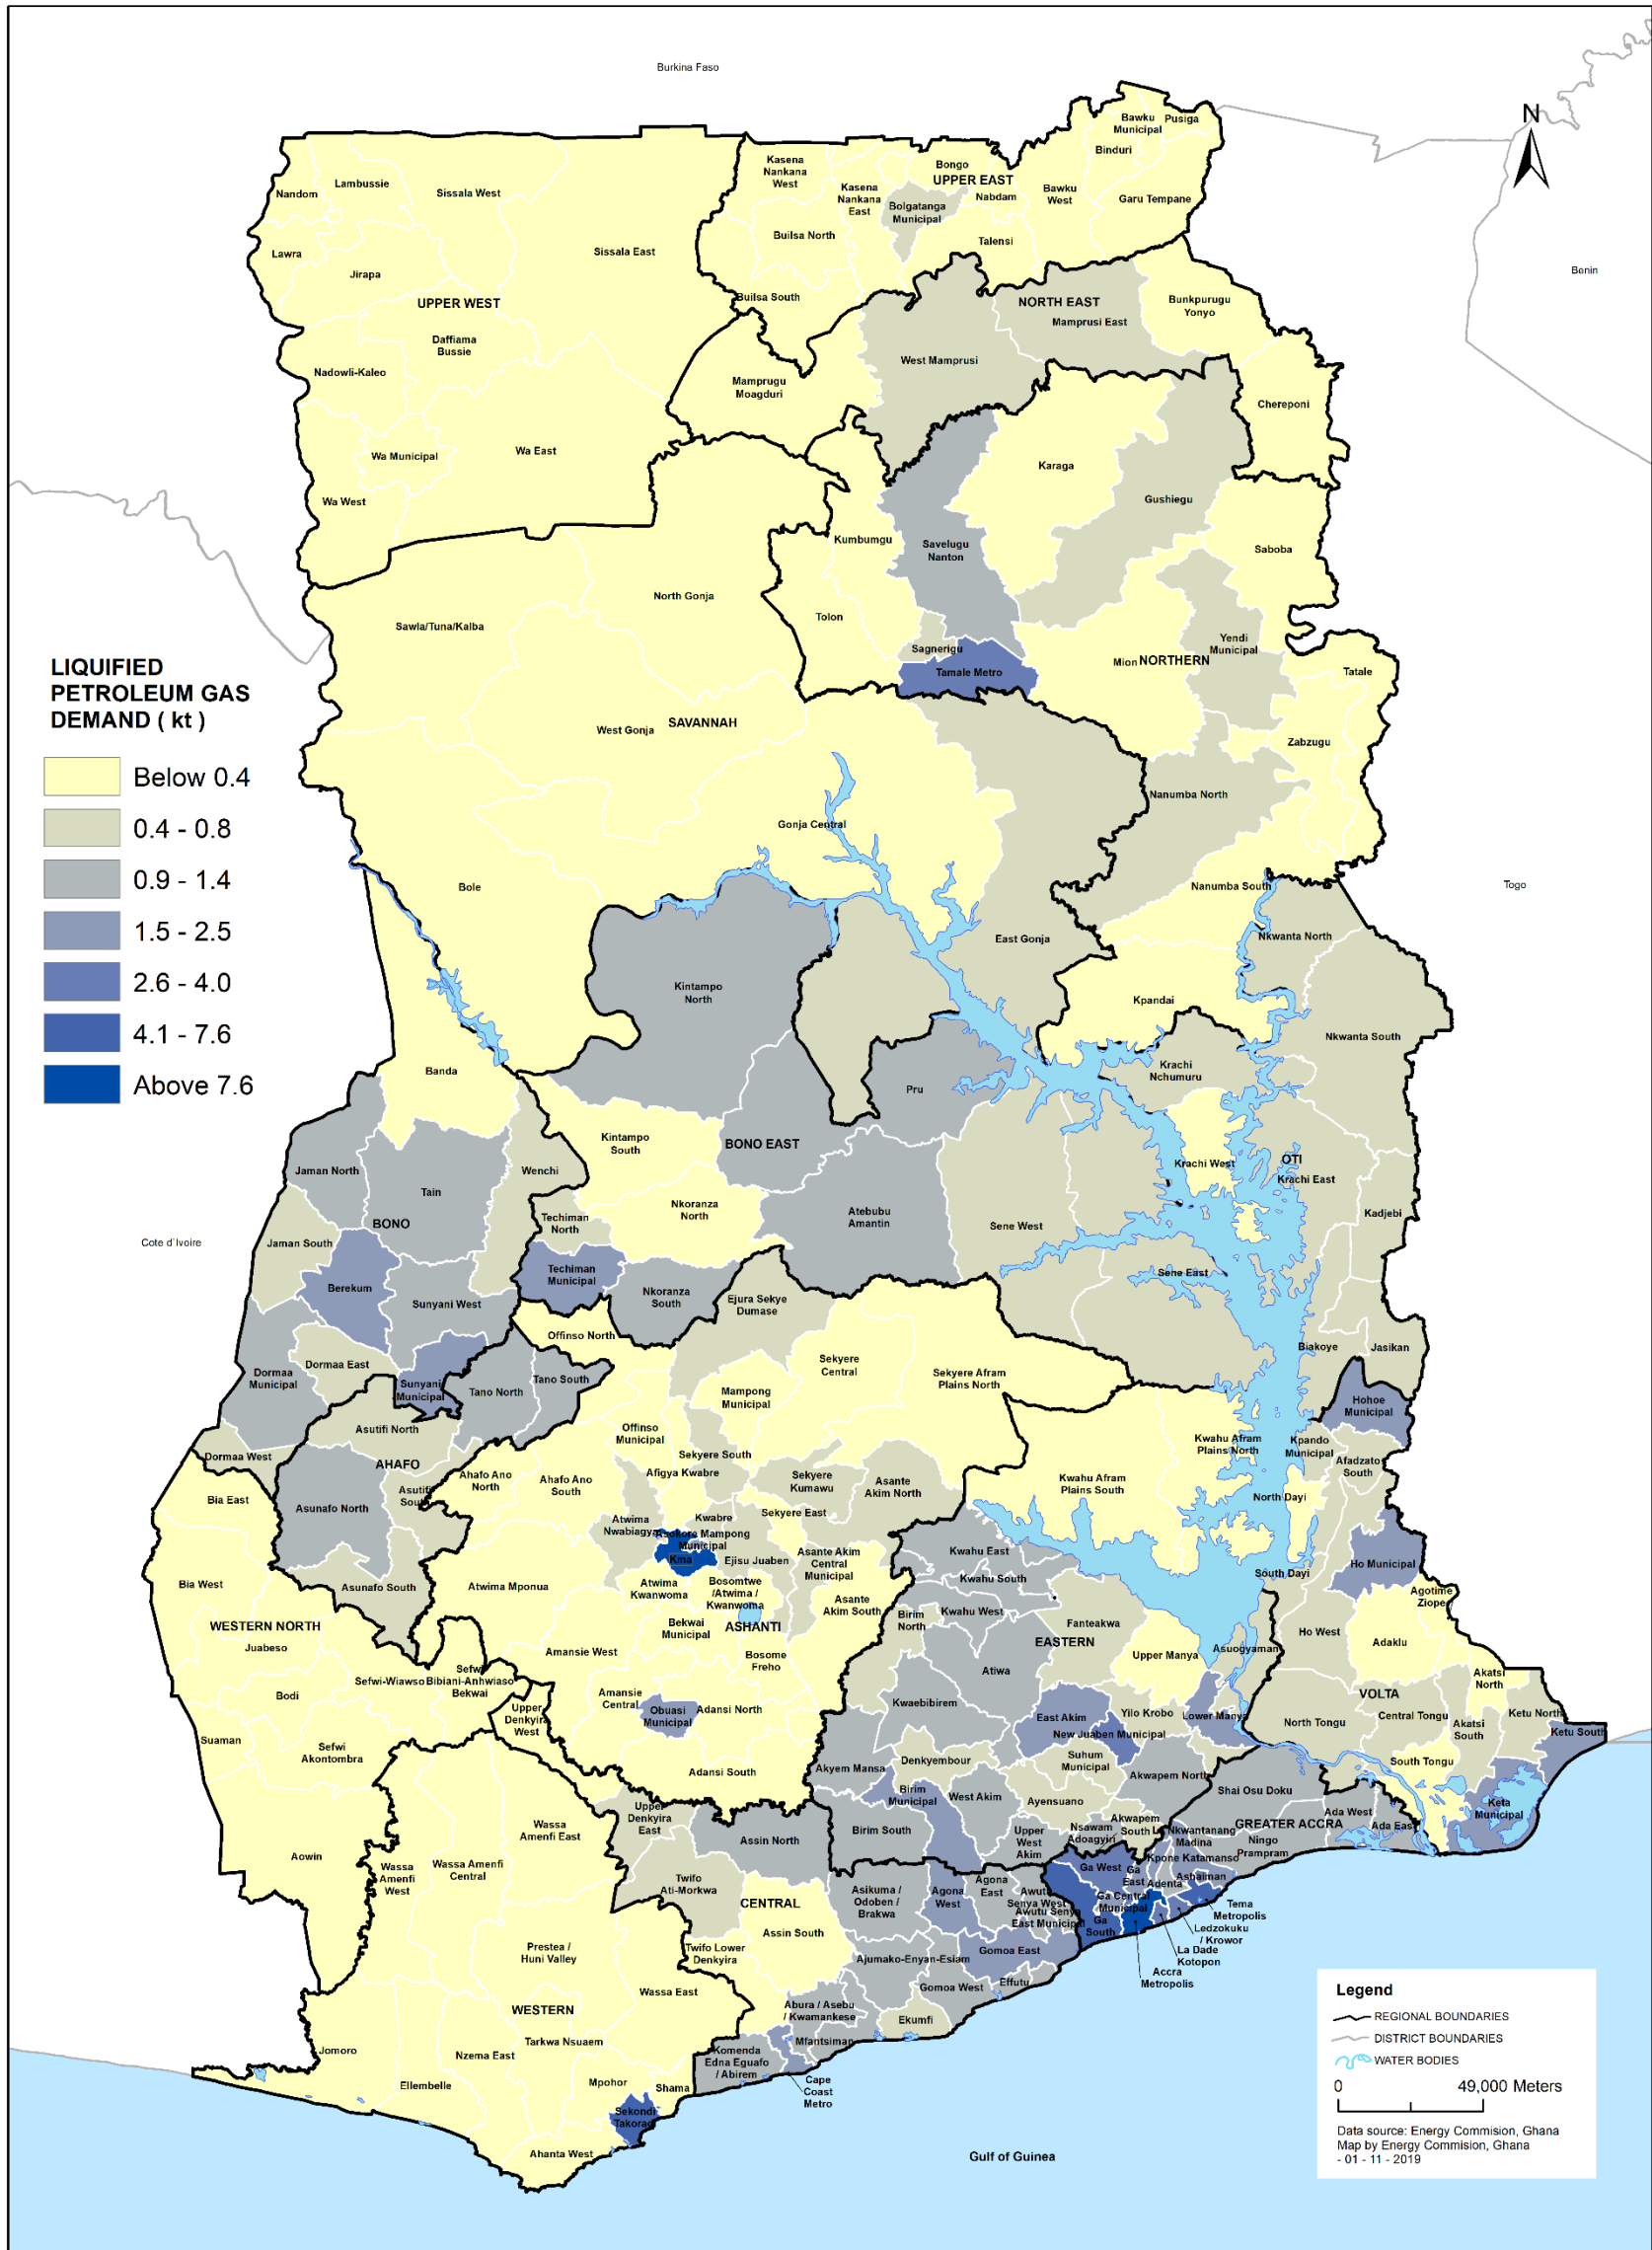 Burkina Faso
N
Bawku
Municipal
Pusiga
Binduri
Bongo
UPPER EAST
Nabdam
Kasena
Nankana
West
Kasena
Nankana
East
Bawku
West
Garu Tempane
Bolgatanga
Municipal
Builsa North
Talensi
Builsa South
Nandom
Lambussie
Sissala West
Lawra
Sissala East
Jirapa
UPPER WEST
Daffiama
Bussie
Nadowli-Kaleo
Wa Municipal
Wa East
Wa West
Benin
NORTH EAST
Mamprusi East
Bunkpurugu
Yonyo
West Mamprusi
Mamprugu
Moagduri
Chereponi
Karaga
Gushiegu
Kumbumgu
Savelugu
Nanton
Saboba
North Gonja
Tolon
Sawla/Tuna/Kalba
Sagnerigu
Tamale Metro
Mion
NORTHERN
Yendi
Municipal
Tatale
LIQUIFIED
PETROLEUM GAS
DEMAND ( kt )
Below 0.4
0.4 - 0.8
0.9 - 1.4
1.5 - 2.5
2.6 - 4.0
4.1 - 7.6
Above 7.6
West Gonja
SAVANNAH
Zabzugu
Nanumba North
Gonja Central
Bole
Nanumba South
Togo
East Gonja
Nkwanta North
Kintampo
North
Kpandai
Nkwanta South
Banda
Krachi
Nchumuru
Pru
Kintampo
South
BONO EAST
Jaman North
Wenchi
Krachi West
OTI
Krachi East
Tain
BONO
Techiman
North
Nkoranza
North
Atebubu
Amantin
Sene West
Kadjebi
Cote d'Ivoire
Jaman South
Berekum
Techiman
Municipal
Sene East
Sunyani West
Nkoranza
South
Ejura Sekye
Dumase
Offinso North
Biakoye
Jasikan
Dormaa East
Dormaa
Municipal
Sunyani
Municipal
Tano North
Tano South
Sekyere
Central
Sekyere Afram
Plains North
Mampong
Municipal
Hohoe
Municipal
Asutifi North
Offinso
Municipal
Kwahu Afram
Plains North
Kpando
Municipal
Dormaa West
AHAFO
Sekyere South
Afadzato
South
Bia East
Asunafo North
Asutifi
South
Ahafo Ano
North
Ahafo Ano
South
Afigya Kwabre
Sekyere
Kumawu
Asante
Akim North
Kwahu Afram
Plains South
North Dayi
Atwima
Nwabiagya
Kwabre
Sekyere East
Asokore Mampong
Municipal
Kma
Ejisu Juaben
Asante Akim
Central
Municipal
Kwahu East
Ho Municipal
Kwahu South
South Dayi
Bia West
Asunafo South
Atwima Mponua
Atwima
Kwanwoma
Bosomtwe
/Atwima /
Kwanwoma
Asante
Akim South
Agotime
Ziope
Kwahu West
Birim
North
Fanteakwa
WESTERN NORTH
Juabeso
Bekwai
Municipal
ASHANTI
EASTERN
Ho West
Adaklu
Amansie West
Bosome
Freho
Upper Manya
Asuogyaman
Sefwi-Wiawso
Sefwi
Bibiani-Anhwiaso
Bekwai
Atiwa
Akatsi
North
Bodi
Amansie
Central
Upper
Denkyira
West
Obuasi
Municipal
Adansi North
Kwaebibirem
VOLTA
East Akim
Yilo Krobo
Lower Manya
North Tongu
Central Tongu
Ketu North
Akatsi
South
Ketu South
New Juaben Municipal
Suaman
Sefwi
Akontombra
Adansi South
Akyem Mansa
Denkyembour
Suhum
Municipal
Akwapem North
South Tongu
Shai Osu Doku
Birim
Municipal
West Akim
Ayensuano
Keta
Municipal
Upper
Denkyira
East
Assin North
Birim South
Akwapem
South
Ada West
Ada East
Nsawam
Adoagyiri
Upper
West
Akim
Nkwantanang
Madina
GREATER ACCRA
Ningo
Prampram
Wassa
Amenfi East
Aowin
Wassa
Amenfi
West
Wassa Amenfi
Central
Kpone Katamanso
Twifo
Ati-Morkwa
Ga West
Ga
East
Adenta
Ashaiman
Asikuma /
Odoben /
Brakwa
Agona
West
Agona
East
CENTRAL
Awutu
Senya West
Awutu Senya
East Municipal
Ga Central
Municipal
Ga
South
Tema
Metropolis
Ledzokuku
/ Krowor
La Dade
Kotopon
Accra
Metropolis
Assin South
Prestea /
Huni Valley
Twifo Lower
Denkyira
Gomoa East
Ajumako-Enyan-Esiam
Effutu
Gomoa West
Wassa East
Abura / Asebu
/ Kwamankese
Ekumfi
WESTERN
Tarkwa Nsuaem
Mfantsiman
Jomoro
Nzema East
Komenda
Edna Eguafo
/ Abirem
Cape
Coast
Metro
Ellembelle
Mpohor
Shama
Sekondi
Takoradi
Ahanta West
Gulf of Guinea
Legend
REGIONAL BOUNDARIES
DISTRICT BOUNDARIES
WATER BODIES
0 49,000 Meters
Data source: Energy Commision, Ghana
Map by Energy Commision, Ghana
- 01 - 11 - 2019